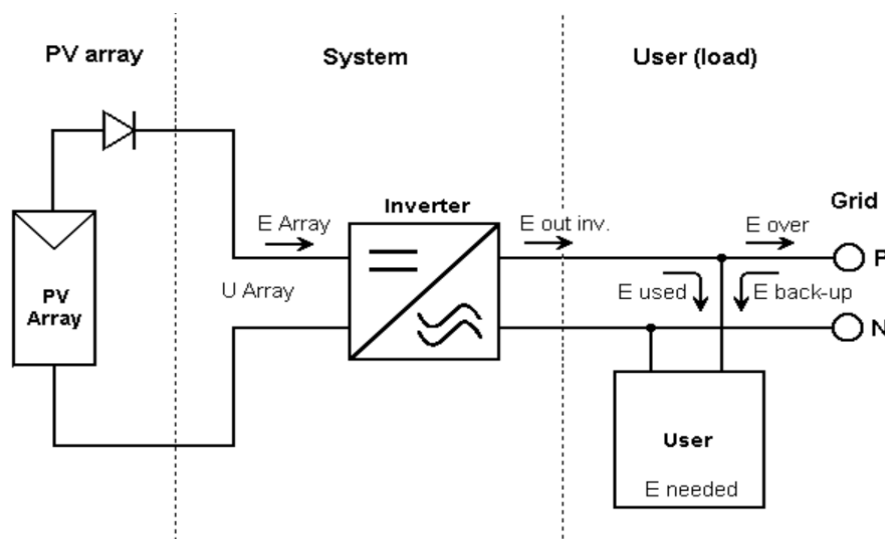 PV array
System
User (load)
Grid
Inverter
E Array
E out inv.
E over
P
PV
Array
U Array
E used
E back-up
N
User
E needed